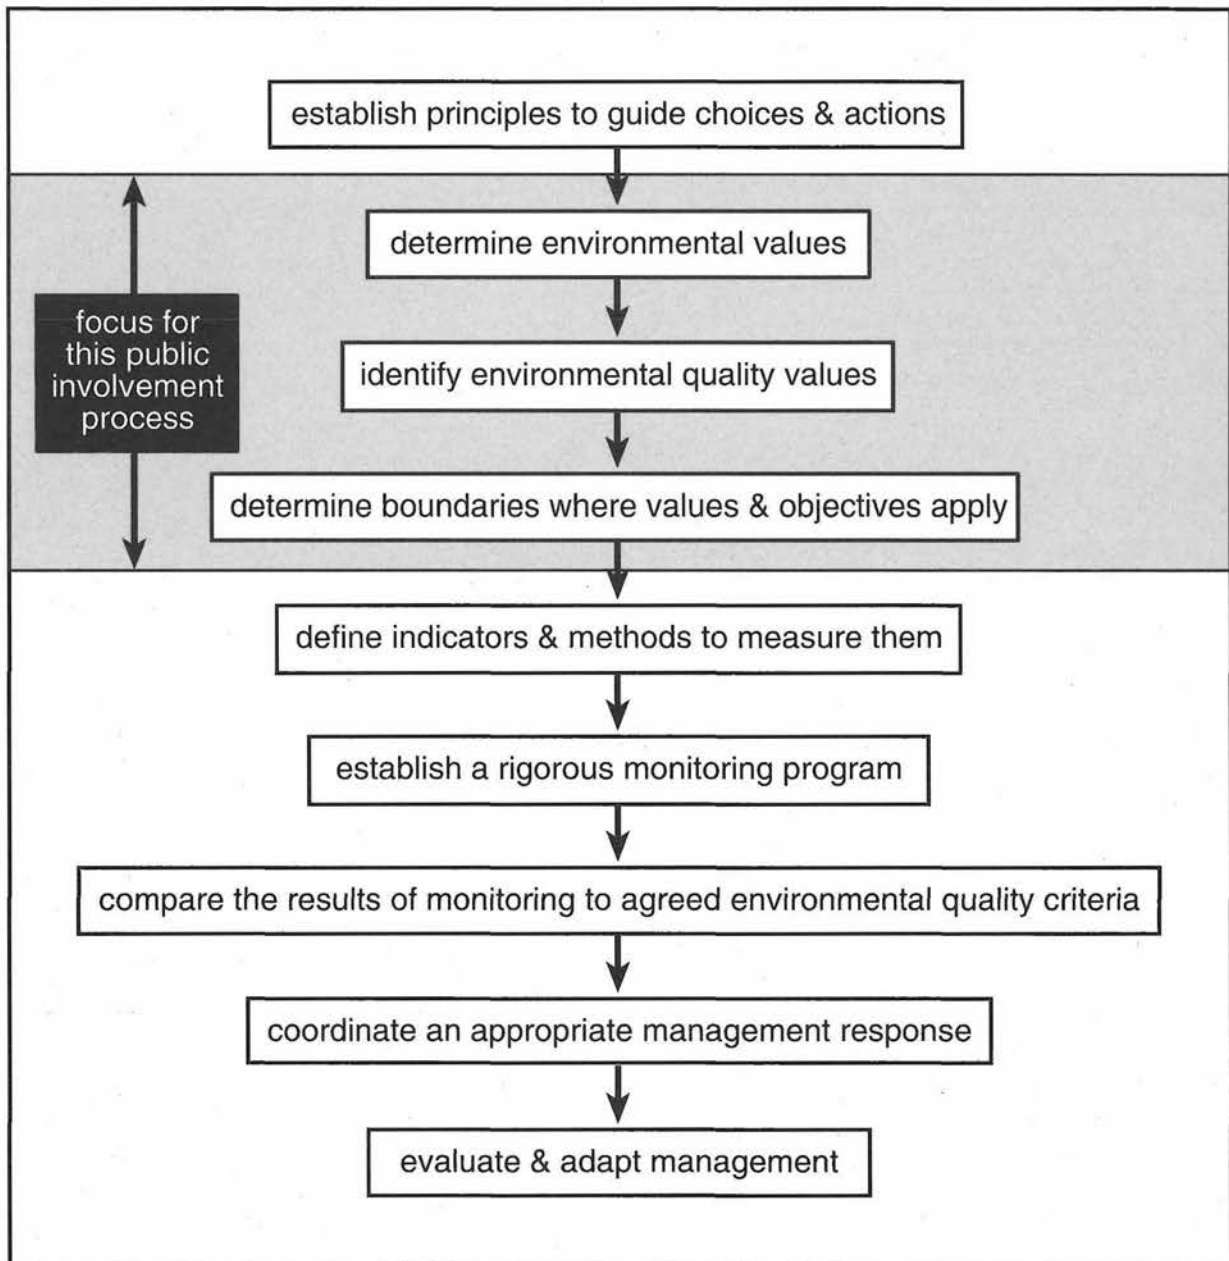 establish principles to guide choices & actions
determine environmental values
focus for
this public
involvement
process
identify environmental quality values
determine boundaries where values & objectives apply
define indicators & methods to measure them
establish a rigorous monitoring program
compare the results of monitoring to agreed environmental quality criteria
coordinate an appropriate management response
evaluate & adapt management